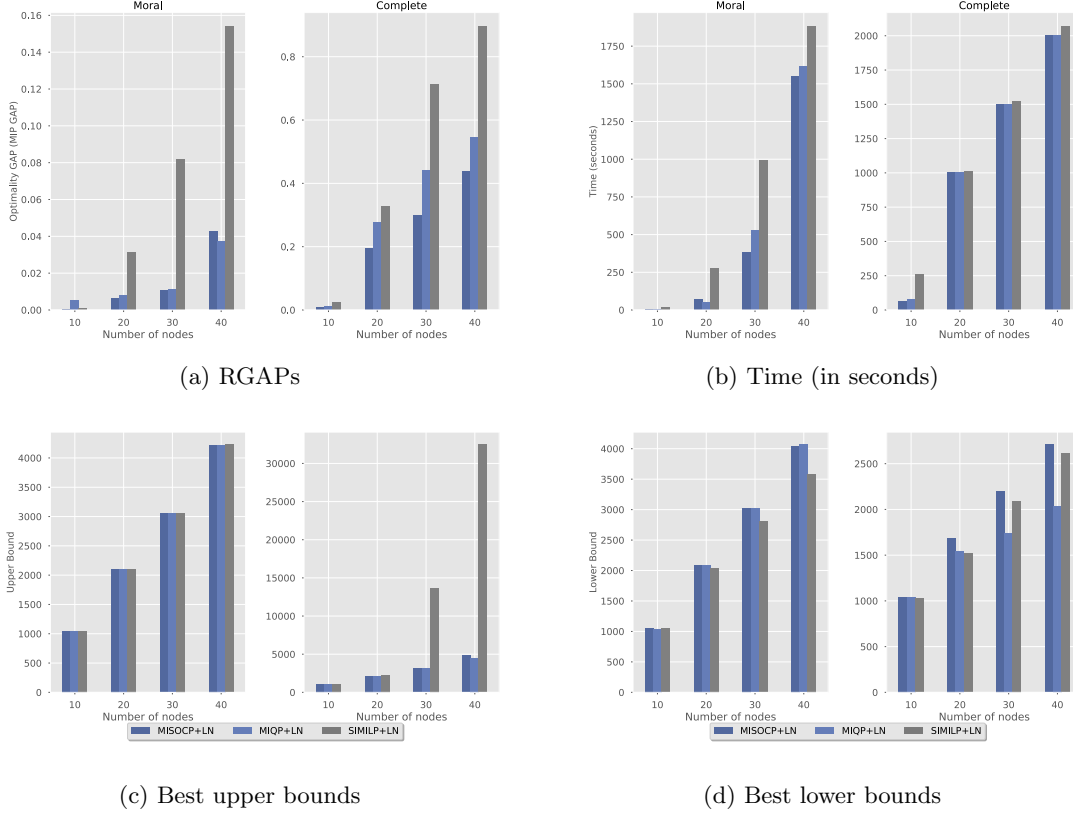 Moral
Complete
Optimality GAP (MIP GAP)
0.16
0.14
0.12
0.10
0.08
0.06
0.04
0.02
0.00
10 20 30 40
Number of nodes
0.8
0.6
0.4
0.2
0.0
10 20 30 40
Number of nodes
(a) RGAPs
Moral
Complete
Time (seconds)
1750
1500
1250
1000
750
500
250
0
10 20 30 40
Number of nodes
2000
1750
1500
1250
1000
750
500
250
0
10 20 30 40
Number of nodes
(b) Time (in seconds)
Upper Bound
4000
3500
3000
2500
2000
1500
1000
500
0
10 20 30 40
Number of nodes
30000
25000
20000
15000
10000
5000
0
10 20 30 40
Number of nodes
MISOCP+LN MIQP+LN SIMILP+LN
(c) Best upper bounds
Lower Bound
4000
3500
3000
2500
2000
1500
1000
500
0
10 20 30 40
Number of nodes
2500
2000
1500
1000
500
0
10 20 30 40
Number of nodes
MISOCP+LN MIQP+LN SIMILP+LN
(d) Best lower bounds